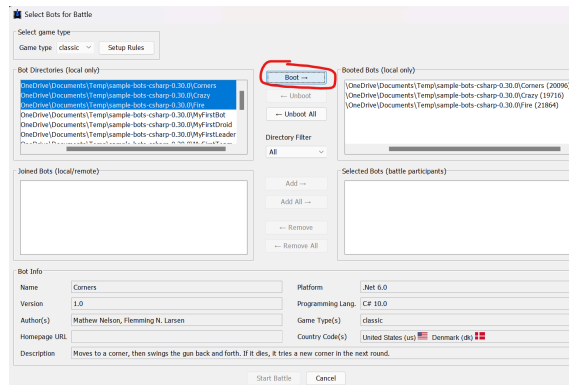 Select Bots for Battle
Select game type
Game type classic Setup Rules
Bot Directories (local only)
OneDrive\Documents\Temp\sample-bots-csharp-0.30.0\Corners
OneDrive\Documents\Temp\sample-bots-csharp-0.30.0\Crazy
OneDrive\Documents\Temp\sample-bots-csharp-0.30.0\Fire
OneDrive\Documents\Temp\sample-bots-csharp-0.30.0\MyFirstBot
OneDrive\Documents\Temp\sample-bots-csharp-0.30.0\MyFirstDroid
OneDrive\Documents\Temp\sample-bots-csharp-0.30.0\MyFirstLeader
Boot →
← Unboot
← Unboot All
Directory Filter
All
Booted Bots (local only)
\OneDrive\Documents\Temp\sample-bots-csharp-0.30.0\Corners (20096)
\OneDrive\Documents\Temp\sample-bots-csharp-0.30.0\Crazy (19716)
\OneDrive\Documents\Temp\sample-bots-csharp-0.30.0\Fire (21864)
Joined Bots (local/remote)
Add →
Add All →
← Remove
← Remove All
Selected Bots (battle participants)
Bot Info
Name Corners
Platform .Net 6.0
Version 1.0
Programming Lang. C# 10.0
Author(s) Mathew Nelson, Flemming N. Larsen
Game Type(s) classic
Homepage URL
Country Code(s) United States (us) Denmark (dk)
Description Moves to a corner, then swings the gun back and forth. If it dies, it tries a new corner in the next round.
Start Battle Cancel